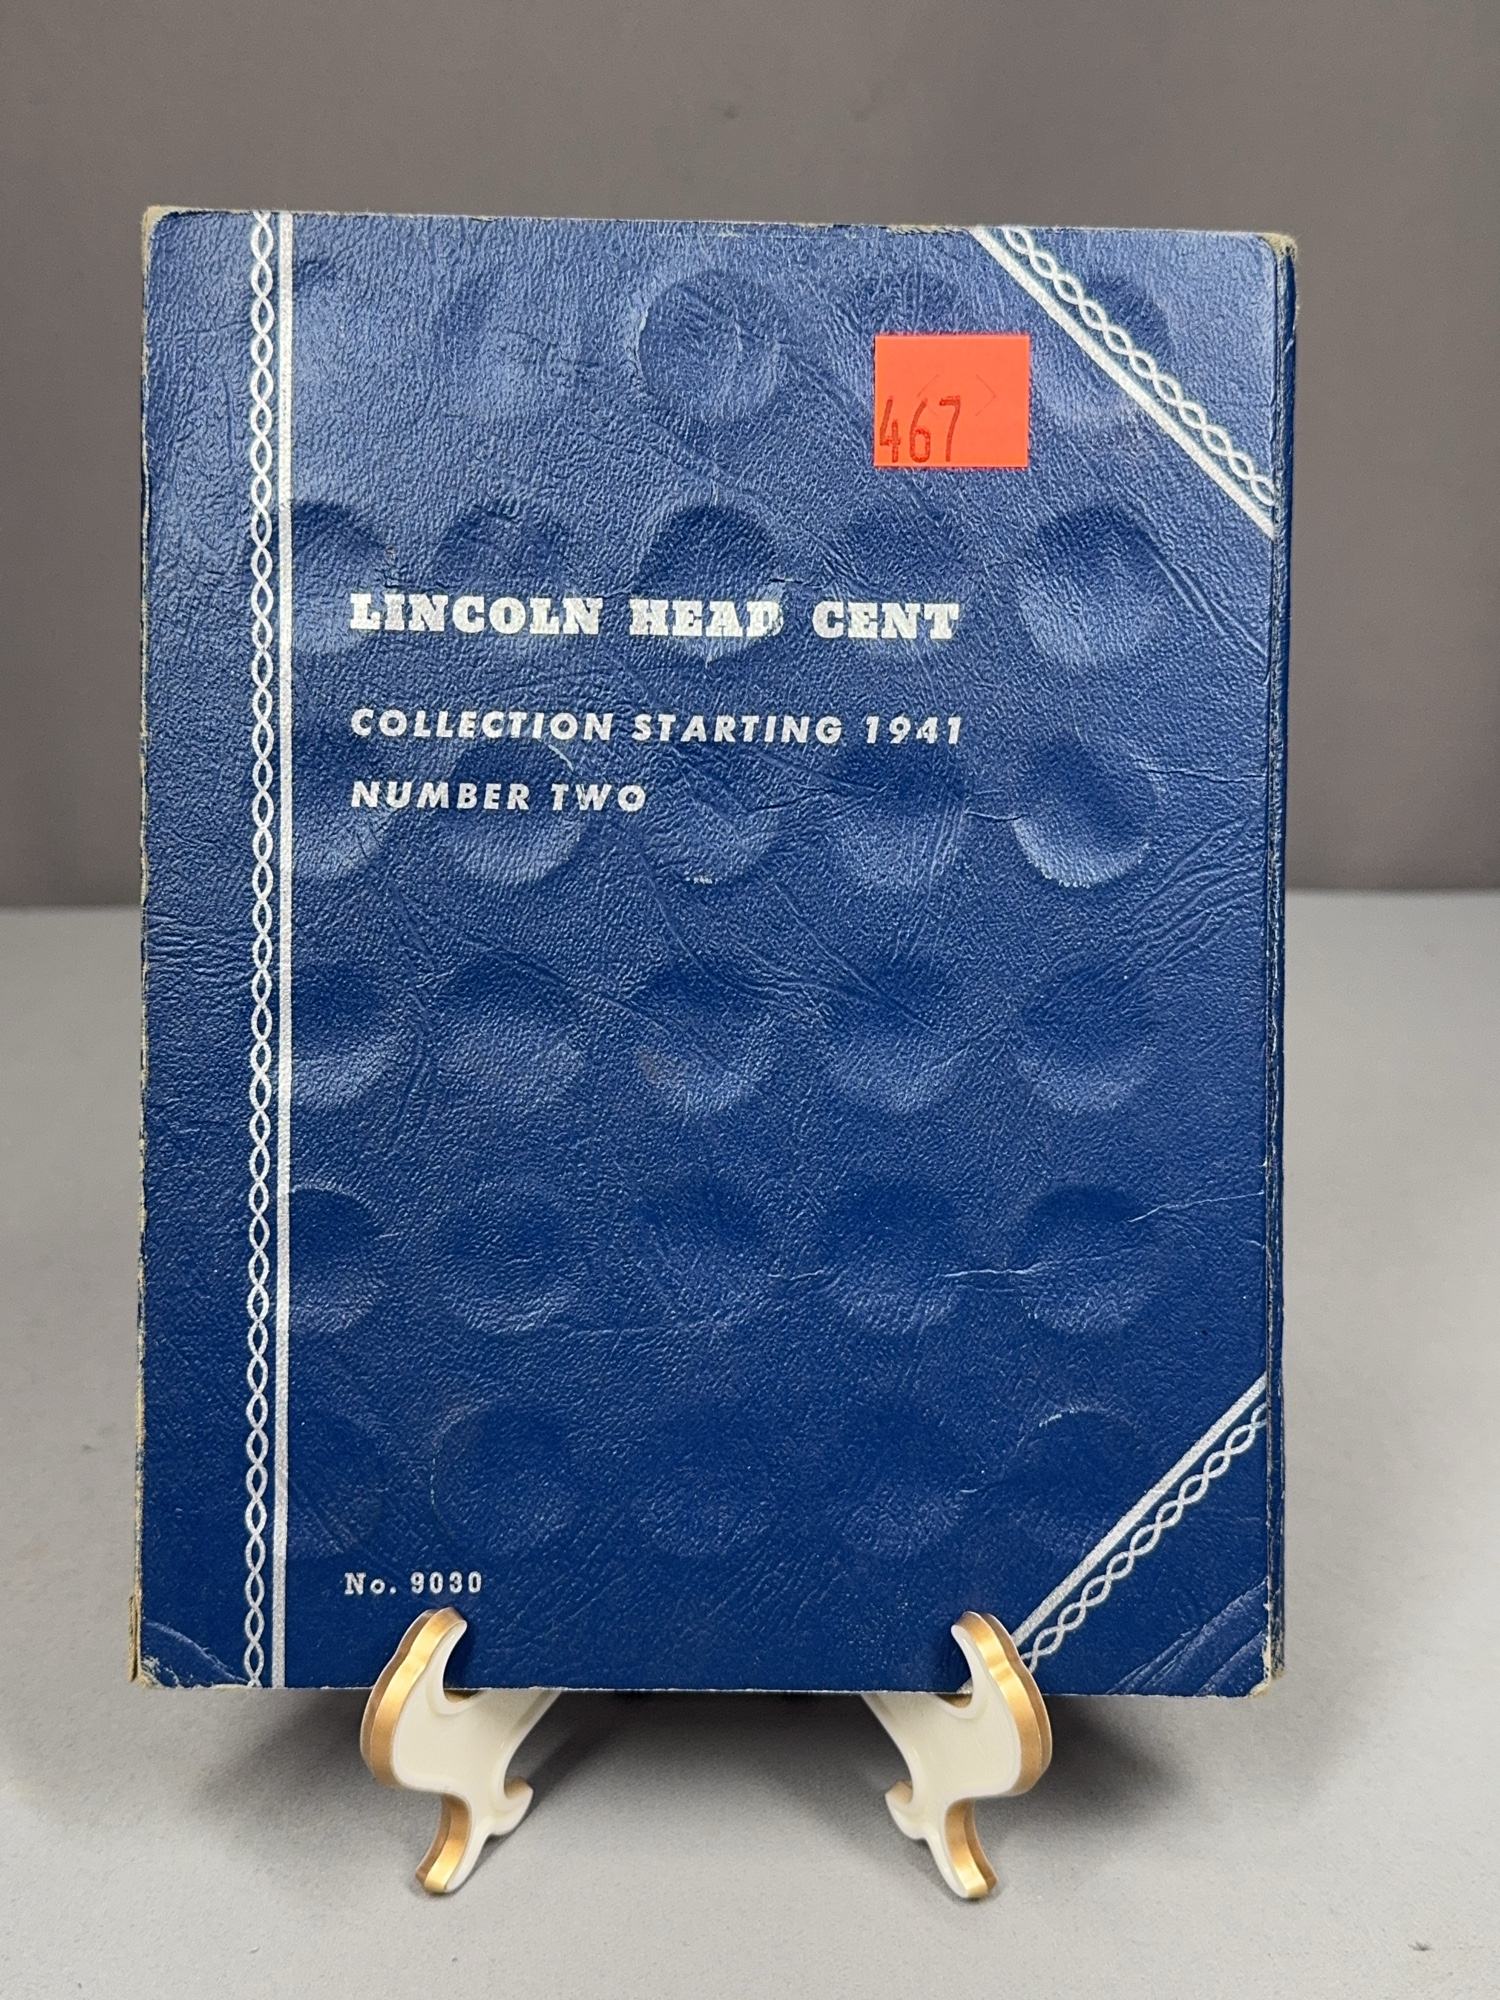 467
LINCOLN HEAD CENT
COLLECTION STARTING 1941
NUMBER TWO
No. 9030